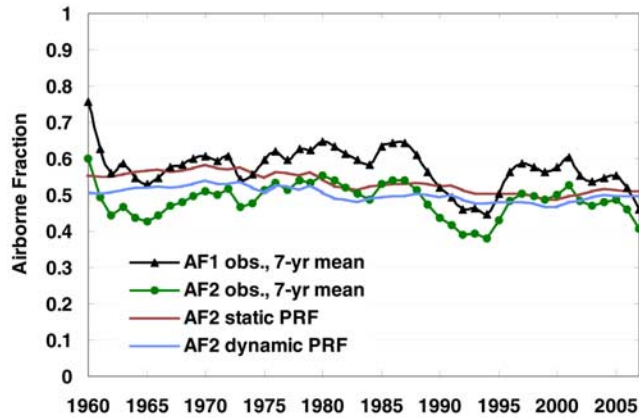 1
0.9
0.8
0.7
0.6
0.5
0.4
0.3
0.2
0.1
0
Airborne Fraction
AF1 obs., 7-yr mean
AF2 obs., 7-yr mean
AF2 static PRF
AF2 dynamic PRF
1960 1965 1970 1975 1980 1985 1990 1995 2000 2005